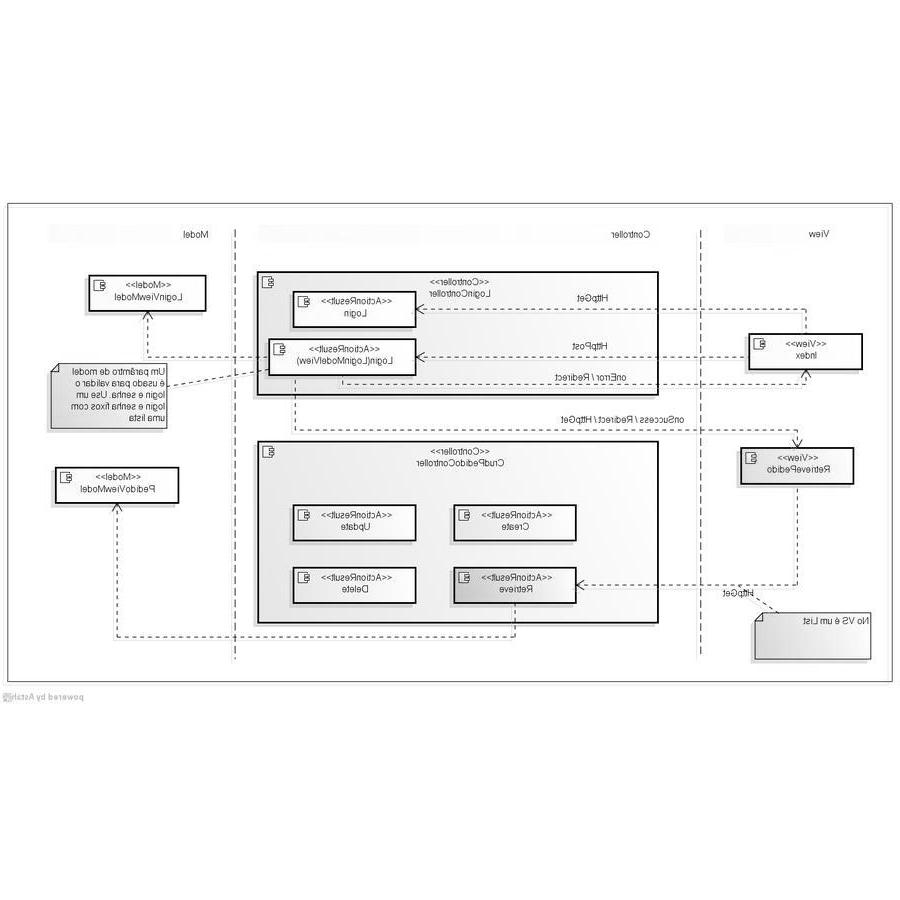 View
Controller
Model
<<Controller>>
LoginController
<<Model>>
LoginViewModel
HttpGet
<<ActionResult>>
Login
<<View>>
Index
HttpPost
<<ActionResult>>
Login(LoginModelView)
onError / Redirect
Um parâmtro de model
é usado para validar o
login e senha. Use um
login e senha fixos com
uma lista
onSuccess / Redirect / HttpGet
<<View>>
RetrievePedido
<<Controller>>
CrudPedidoController
<<Model>>
PedidoViewModel
<<ActionResult>>
Create
<<ActionResult>>
Update
<<ActionResult>>
Retrieve
<<ActionResult>>
Delete
HttpGet
No VS é um List
powered by Astah